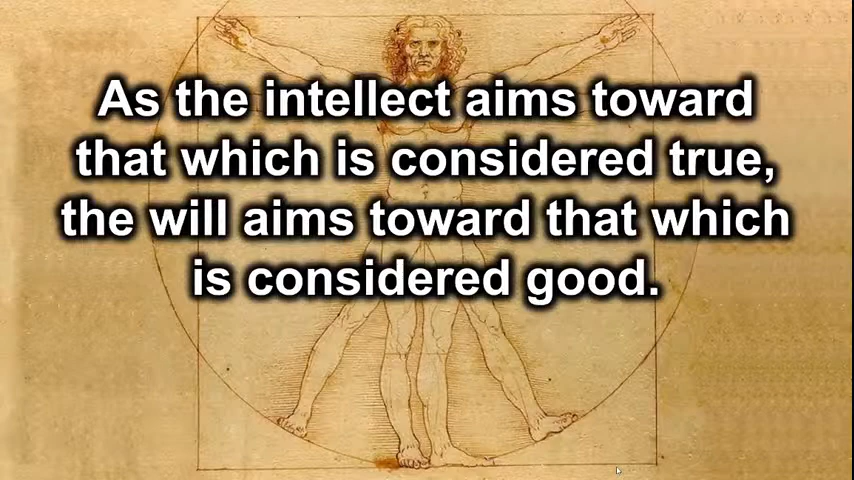 As the intellect aims toward
that which is considered true,
the will aims toward that which
is considered good.